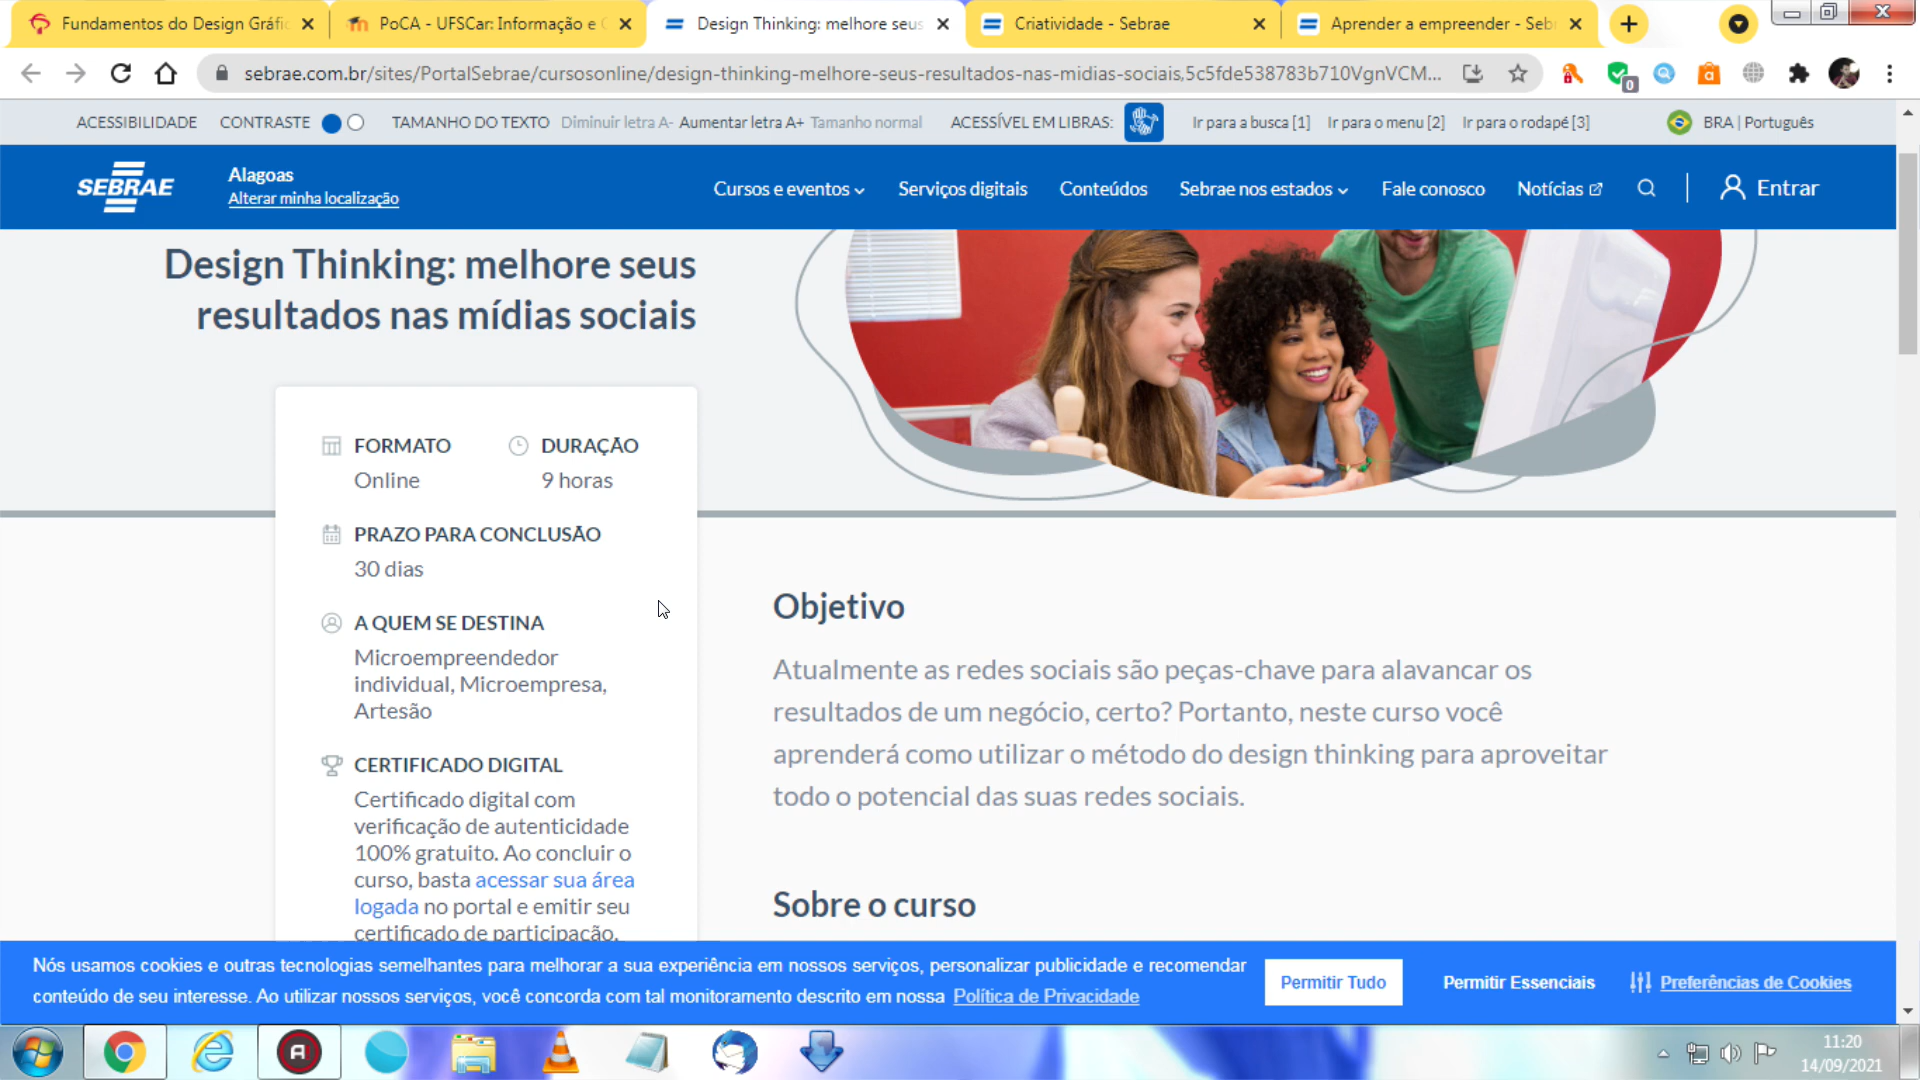 Fundamentos do Design Gráfic
PoCA - UFSCar: Informação e C
Design Thinking: melhore seus
Criatividade - Sebrae
Aprender a empreender - Seb
sebrae.com.br/sites/PortalSebrae/cursosonline/design-thinking-melhore-seus-resultados-nas-midias-sociais,5c5fde538783b710VgnVCM...
0
a
ACESSIBILIDADE CONTRASTE TAMANHO DO TEXTO Diminuir letra A- Aumentar letra A+ Tamanho normal ACESSÍVEL EM LIBRAS: Ir para a busca [1] Ir para o menu [2] Ir para o rodapé [3] BRA | Português
SEBRAE
Alagoas
Alterar minha localização
Cursos e eventos Serviços digitais Conteúdos Sebrae nos estados Fale conosco Notícias Entrar
Design Thinking: melhore seus
resultados nas mídias sociais
FORMATO
Online
DURAÇÃO
9 horas
PRAZO PARA CONCLUSÃO
30 dias
A QUEM SE DESTINA
Microempreendedor
individual, Microempresa,
Artesão
CERTIFICADO DIGITAL
Certificado digital com
verificação de autenticidade
100% gratuito. Ao concluir o
curso, basta acessar sua área
logada no portal e emitir seu
certificado de participação.
Objetivo
Atualmente as redes sociais são peças-chave para alavancar os
resultados de um negócio, certo? Portanto, neste curso você
aprenderá como utilizar o método do design thinking para aproveitar
todo o potencial das suas redes sociais.
Sobre o curso
Nós usamos cookies e outras tecnologias semelhantes para melhorar a sua experiência em nossos serviços, personalizar publicidade e recomendar
conteúdo de seu interesse. Ao utilizar nossos serviços, você concorda com tal monitoramento descrito em nossa Política de Privacidade
Permitir Tudo
Permitir Essenciais
Preferências de Cookies
A
11:20
14/09/2021